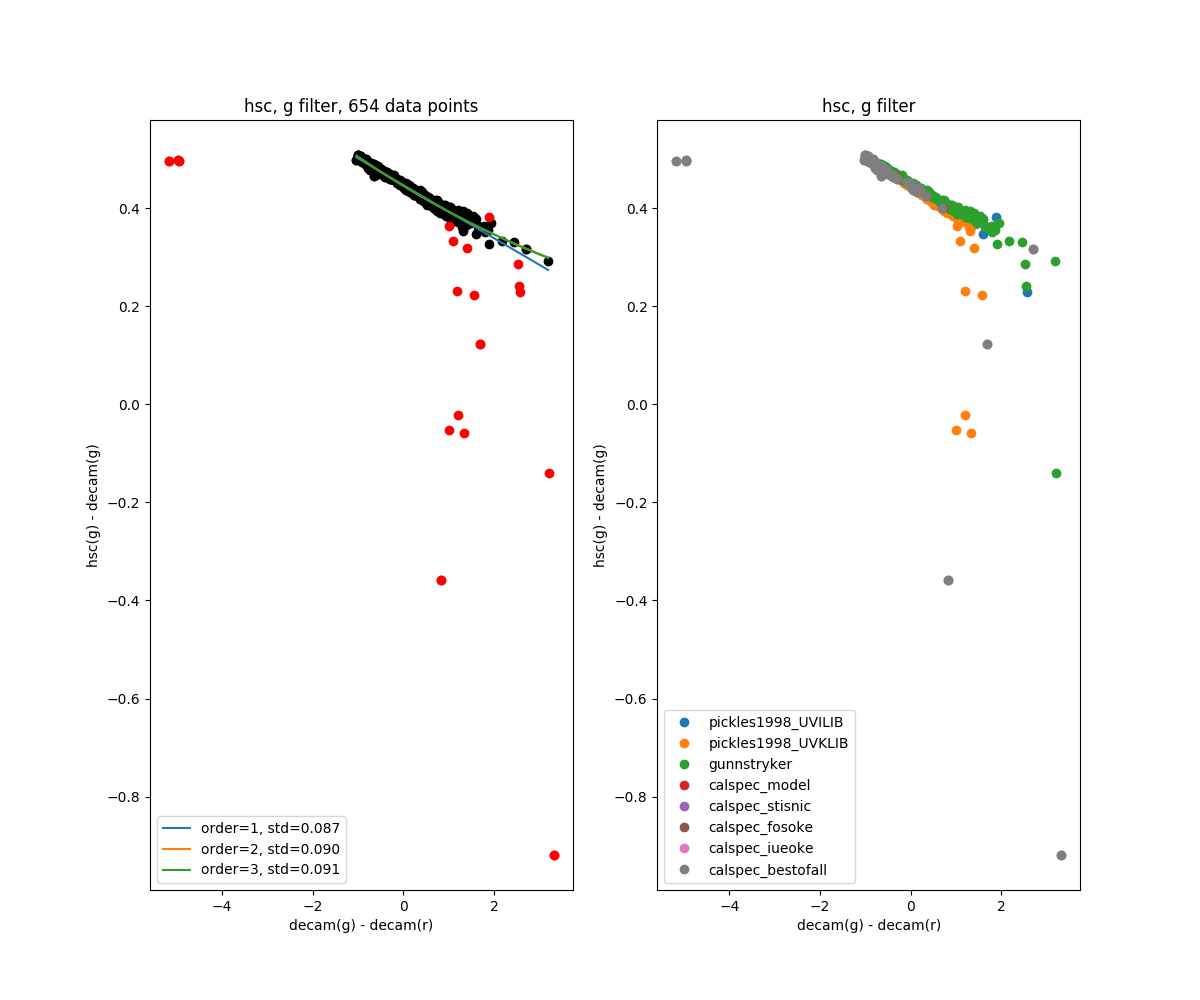 hsc, g filter, 654 data points
0.4
0.2
0.0
−0.2
−0.4
−0.6
−0.8
hsc(g) - decam(g)
order=1, std=0.087
order=2, std=0.090
order=3, std=0.091
−4
−2
0
2
decam(g) - decam(r)
hsc, g filter
0.4
0.2
0.0
−0.2
−0.4
−0.6
−0.8
hsc(g) - decam(g)
pickles1998_UVILIB
pickles1998_UVKLIB
gunnstryker
calspec_model
calspec_stisnic
calspec_fosoke
calspec_iueoke
calspec_bestofall
−4
−2
0
2
decam(g) - decam(r)